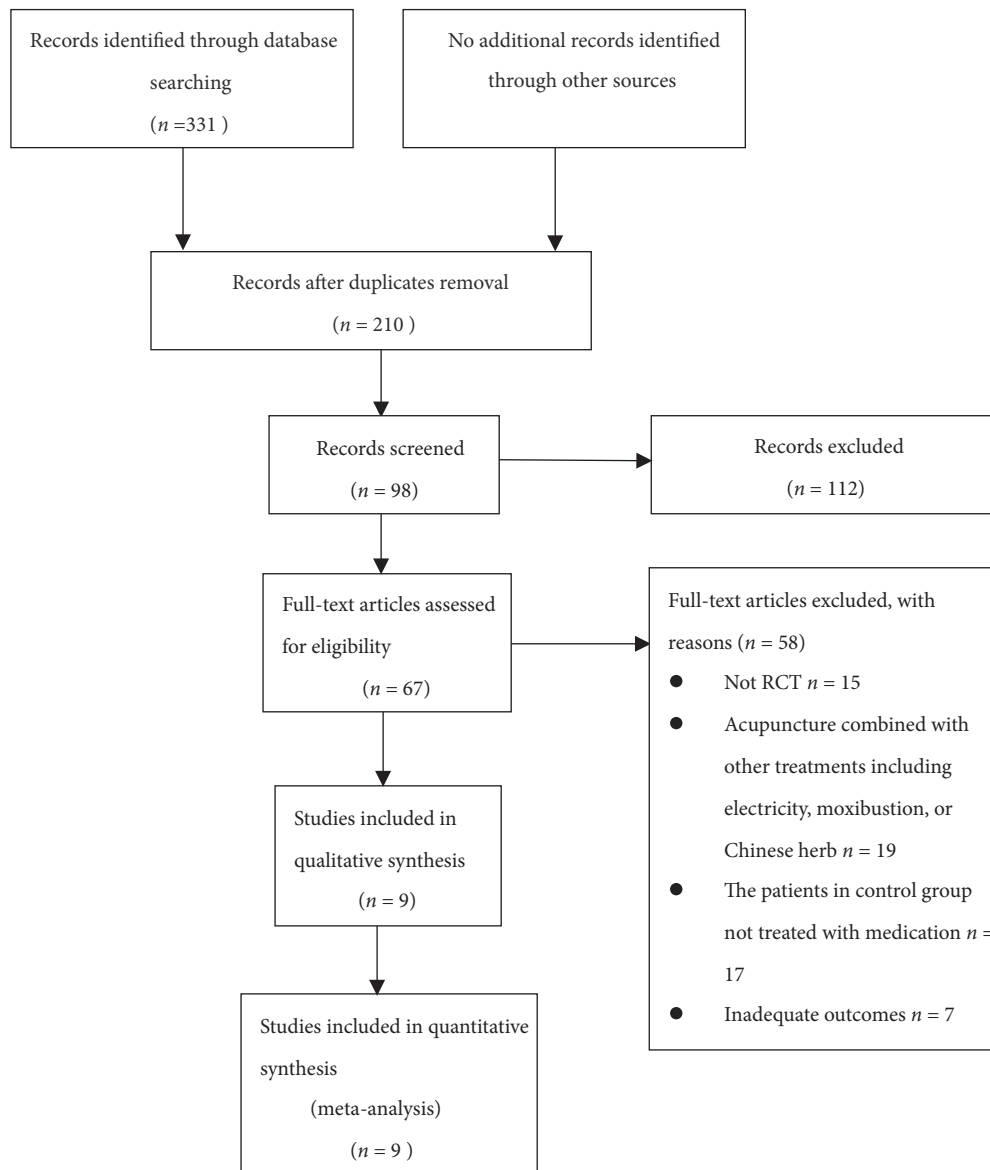 Records identified through database
searching
(n =331 )
No additional records identified
through other sources
Records after duplicates removal
(n = 210 )
Records screened
(n = 98)
Records excluded
(n = 112)
Full-text articles assessed
for eligibility
(n = 67)
Full-text articles excluded, with
reasons (n = 58)
● Not RCT n = 15
● Acupuncture combined with
other treatments including
electricity, moxibustion, or
Chinese herb n = 19
● The patients in control group
not treated with medication n =
17
● Inadequate outcomes n = 7
Studies included in
qualitative synthesis
(n = 9)
Studies included in quantitative
synthesis
(meta-analysis)
(n = 9 )